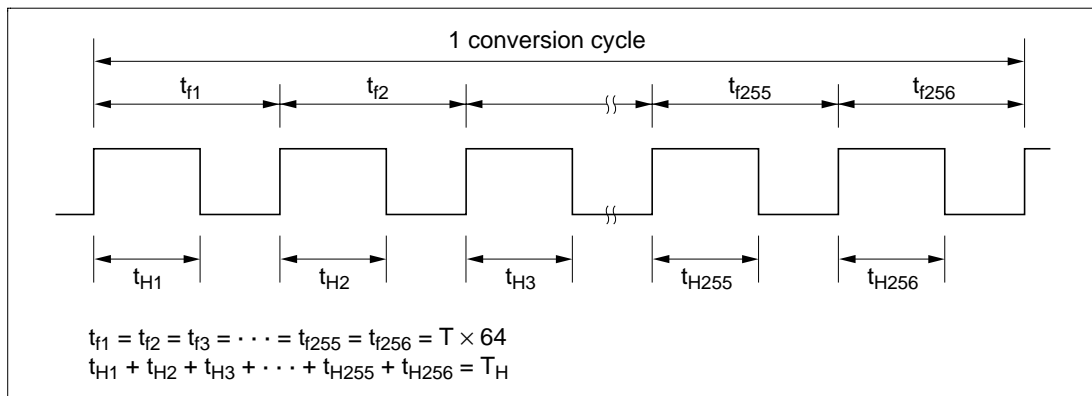 1 conversion cycle
tf1 tf2 tf255 tf256
tH1 tH2 tH3 tH255 tH256
tf1 = tf2 = tf3 = · · · = tf255 = tf256 = T × 64
tH1 + tH2 + tH3 + · · · + tH255 + tH256 = TH